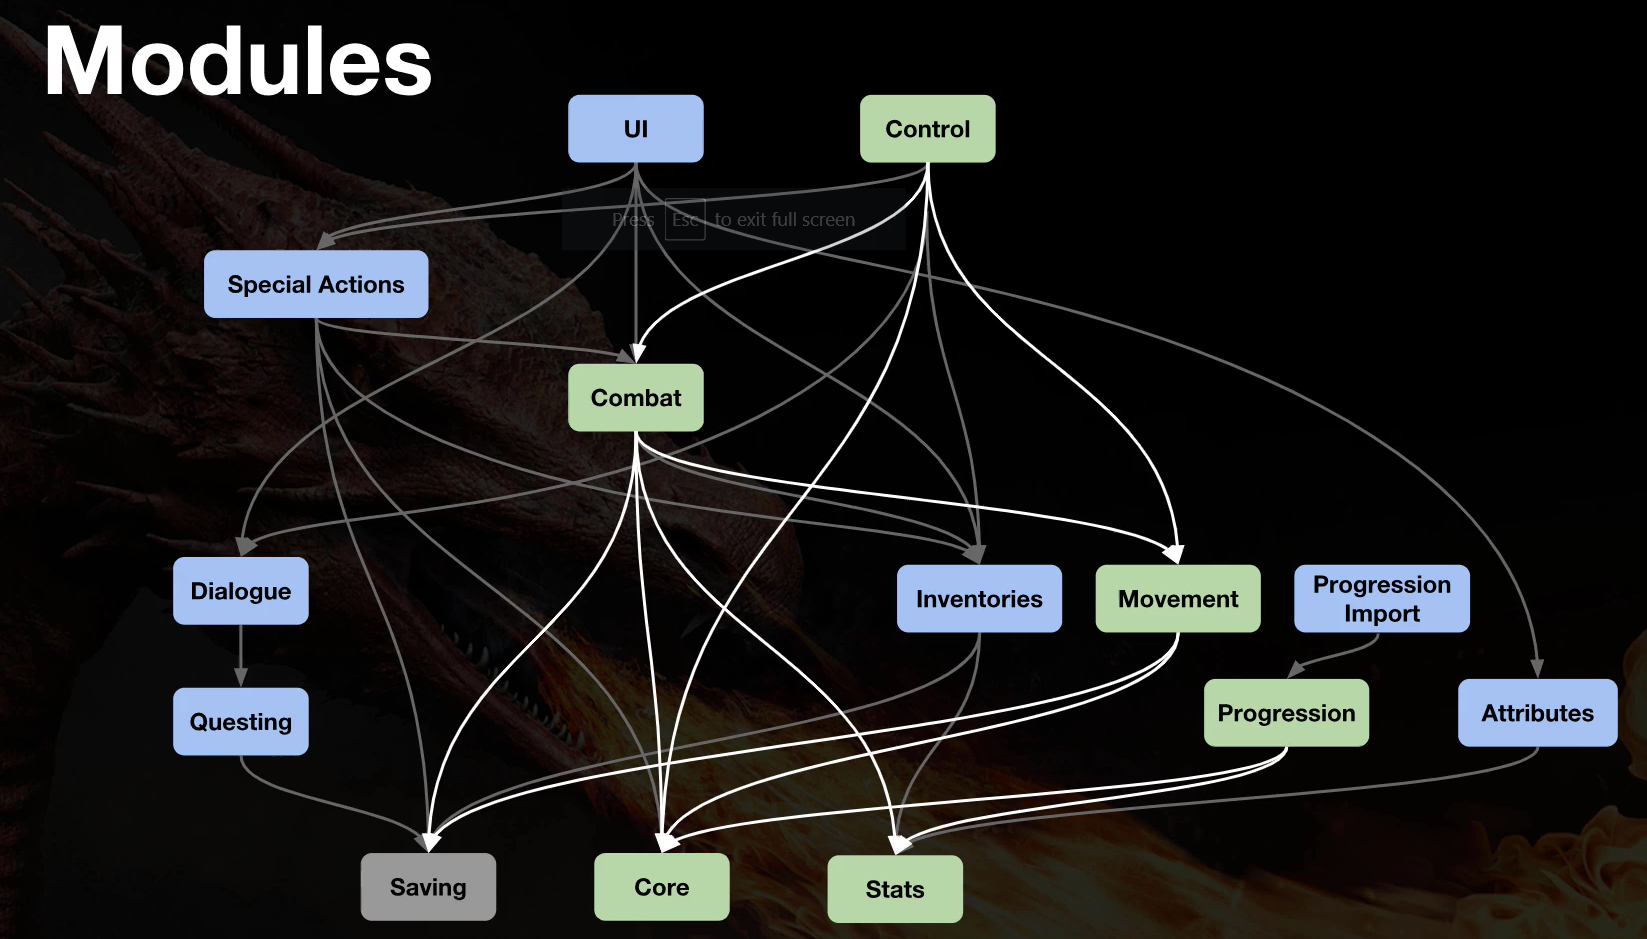 Modules
UI
Control
Press Esc to exit full screen
Special Actions
Combat
Dialogue
Inventories
Movement
Progression
Import
Questing
Progression
Attributes
Saving
Core
Stats